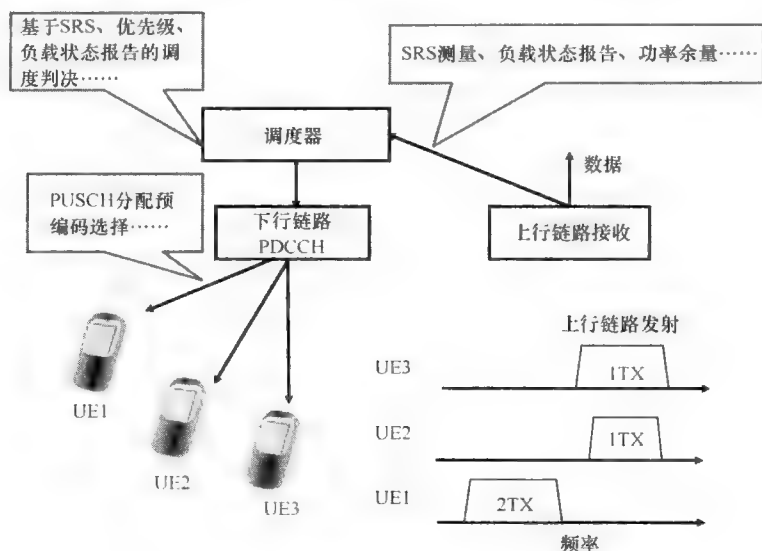 基于SRS、优先级、
负载状态报告的调
度判决……
SRS测量、负载状态报告、功率余量……
调度器
数据
PUSCH分配预
编码选择……
下行链路
PDCCH
上行链路接收
上行链路发射
UE3
1TX
UE1
UE2
1TX
UE2
UE3
UE1
2TX
频率